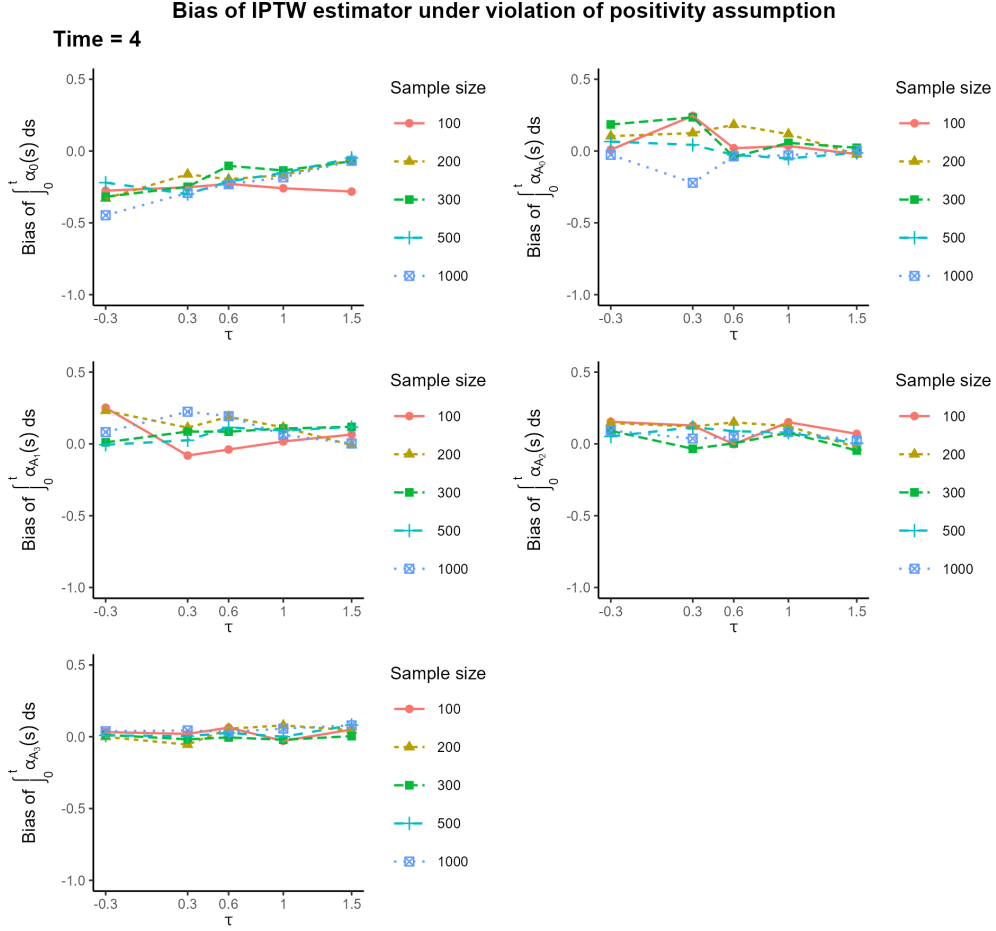 Bias of IPTW estimator under violation of positivity assumption
Time = 4
Bias of ∫₀ᵗ α₀(s) ds
0.5
0.0
-0.5
-1.0
-0.3 0.3 0.6 1 1.5
τ
Sample size
100
200
300
500
1000
Bias of ∫₀ᵗ α_A₀(s) ds
0.5
0.0
-0.5
-1.0
-0.3 0.3 0.6 1 1.5
τ
Sample size
100
200
300
500
1000
Bias of ∫₀ᵗ α_A₁(s) ds
0.5
0.0
-0.5
-1.0
-0.3 0.3 0.6 1 1.5
τ
Sample size
100
200
300
500
1000
Bias of ∫₀ᵗ α_A₂(s) ds
0.5
0.0
-0.5
-1.0
-0.3 0.3 0.6 1 1.5
τ
Sample size
100
200
300
500
1000
Bias of ∫₀ᵗ α_A₃(s) ds
0.5
0.0
-0.5
-1.0
-0.3 0.3 0.6 1 1.5
τ
Sample size
100
200
300
500
1000